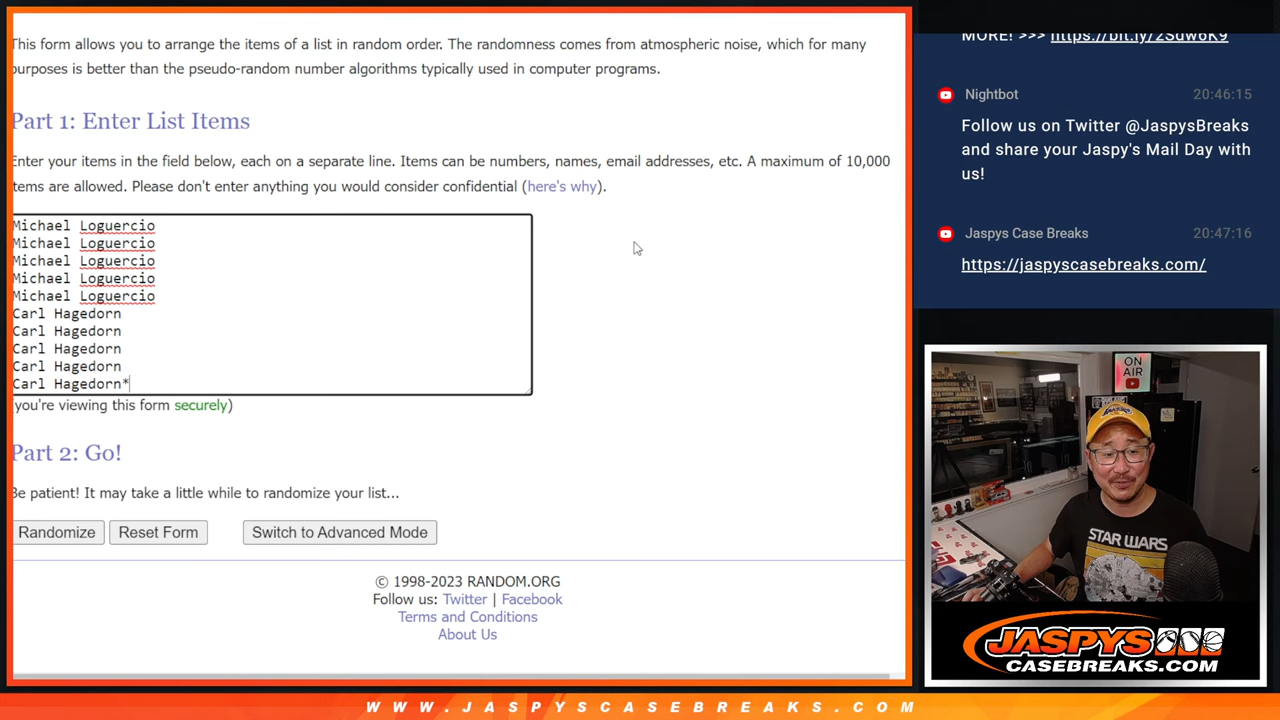 This form allows you to arrange the items of a list in random order. The randomness comes from atmospheric noise, which for many
purposes is better than the pseudo-random number algorithms typically used in computer programs.
Part 1: Enter List Items
Enter your items in the field below, each on a separate line. Items can be numbers, names, email addresses, etc. A maximum of 10,000
items are allowed. Please don't enter anything you would consider confidential (here's why).
Michael Loguercio
Michael Loguercio
Michael Loguercio
Michael Loguercio
Michael Loguercio
Carl Hagedorn
Carl Hagedorn
Carl Hagedorn
Carl Hagedorn
Carl Hagedorn*
(you're viewing this form securely)
Part 2: Go!
Be patient! It may take a little while to randomize your list...
Randomize Reset Form Switch to Advanced Mode
© 1998-2023 RANDOM.ORG
Follow us: Twitter | Facebook
Terms and Conditions
About Us
MORE! >>> https://bit.ly/2Sdw6K9
Nightbot 20:46:15
Follow us on Twitter @JaspysBreaks
and share your Jaspy's Mail Day with
us!
Jaspys Case Breaks 20:47:16
https://jaspyscasebreaks.com/
ON
AIR
STAR WARS
JASPYS
CASEBREAKS.COM
WWW.JASPYSCASEBREAKS.COM